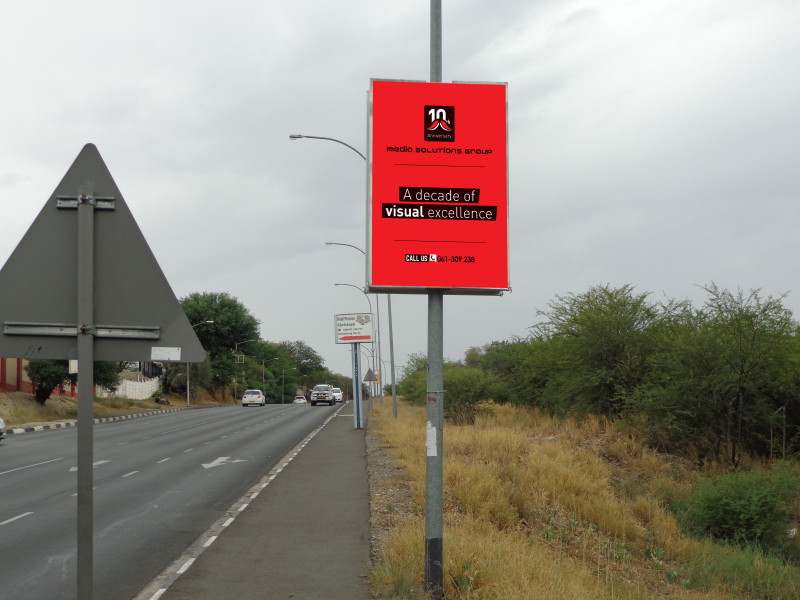 10
Anniversary
media solutions Group
A decade of
visual excellence
CALL US 061-309 238